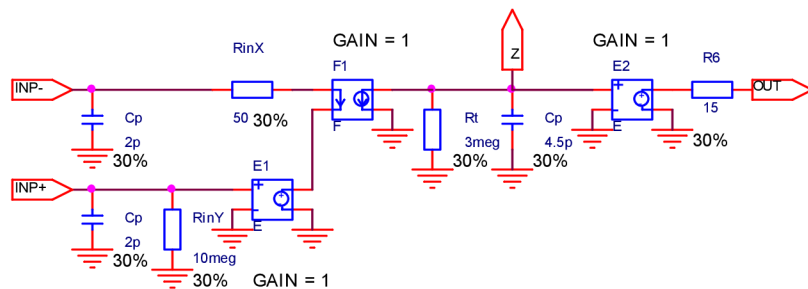 GAIN = 1
GAIN = 1
RinX
F1
Z
E2
R6
INP-
OUT
Cp
50
30%
F
Rt
Cp
E
15
2p
3meg
4.5p
30%
30%
30%
30%
E1
INP+
Cp
RinY
E
2p
10meg
30%
30%
GAIN = 1